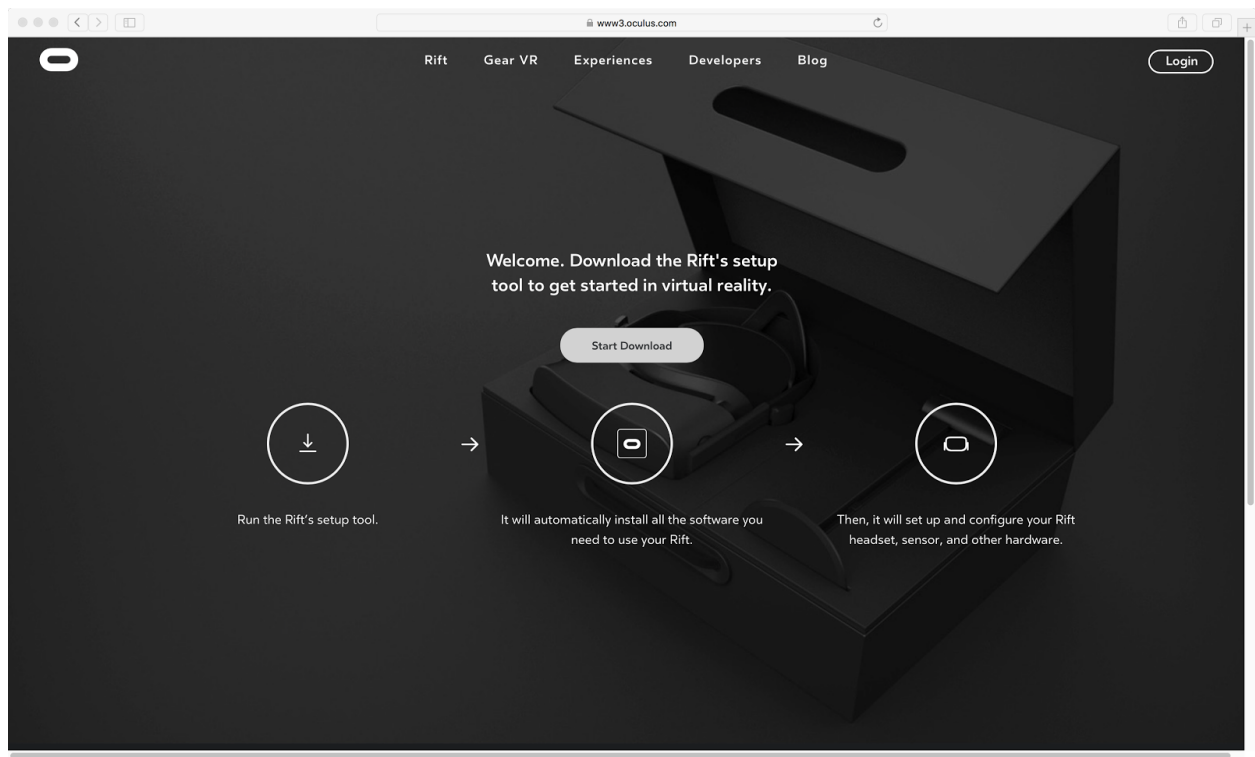 www3.oculus.com
Rift Gear VR Experiences Developers Blog Login
Welcome. Download the Rift's setup
tool to get started in virtual reality.
Start Download
Run the Rift's setup tool.
It will automatically install all the software you
need to use your Rift.
Then, it will set up and configure your Rift
headset, sensor, and other hardware.